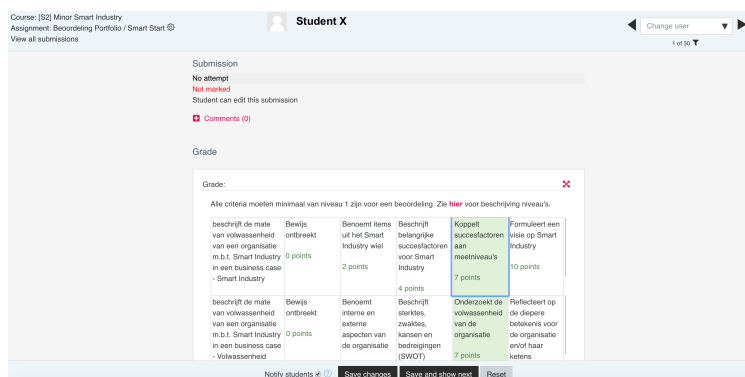 Course: [S2] Minor Smart Industry
Assignment: Beoordeling Portfolio / Smart Start
View all submissions
Student X
Change user
1 of 30
Submission
No attempt
Not marked
Student can edit this submission
Comments (0)
Grade
Grade:
Alle criteria moeten minimaal van niveau 1 zijn voor een beoordeling. Zie hier voor beschrijving niveau's.
beschrijft de mate
van volwassenheid
van een organisatie
m.b.t. Smart Industry
in een business case
- Smart Industry
Bewijs
ontbreekt
0 points
Benoemt items
uit het Smart
Industry wiel
2 points
Beschrijft
belangrijke
succesfactoren
voor Smart
Industry
4 points
Koppelt
succesfactoren
aan
meetniveau's
7 points
Formuleert een
visie op Smart
Industry
10 points
beschrijft de mate
van volwassenheid
van een organisatie
m.b.t. Smart Industry
in een business case
- Volwassenheid
Bewijs
ontbreekt
0 points
Benoemt
interne en
externe
aspecten van
de organisatie
Beschrijft
sterktes,
zwaktes,
kansen en
bedreigingen
(SWOT)
Onderzoekt de
volwassenheid
van de
organisatie
7 points
Reflecteert op
de diepere
betekenis voor
de organisatie
en/of haar
ketens
Notify students
Save changes
Save and show next
Reset